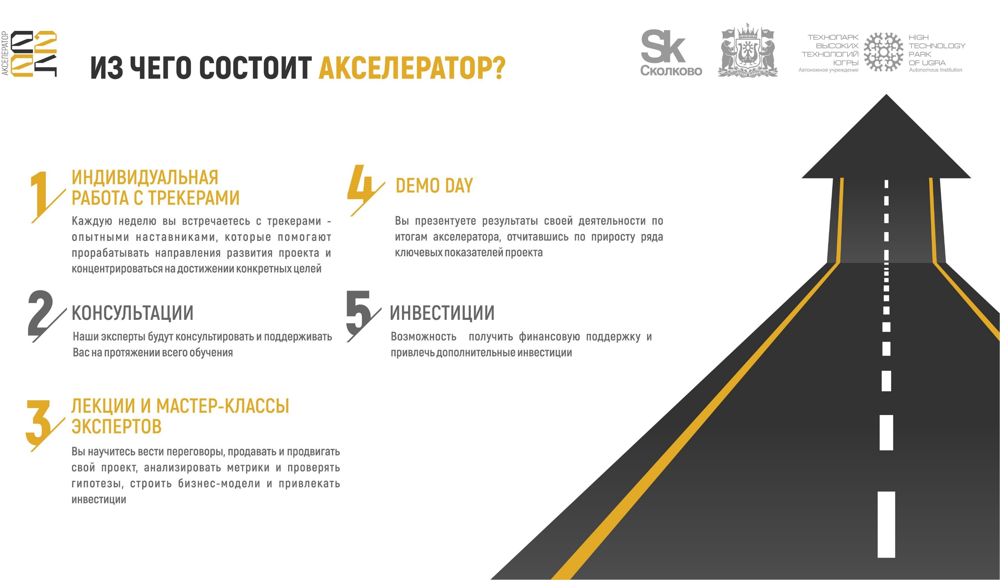 АКСЕЛЕРАТОР
ИЗ ЧЕГО СОСТОИТ АКСЕЛЕРАТОР?
Sk
Сколково
ТЕХНОПАРК
ВЫСОКИХ
ТЕХНОЛОГИЙ
ЮГРЫ
Автономное учреждение
HIGH
TECHNOLOGY
PARK
OF UGRA
Autonomous Institution
1
ИНДИВИДУАЛЬНАЯ
РАБОТА С ТРЕКЕРАМИ
Каждую неделю вы встречаетесь с трекерами -
опытными наставниками, которые помогают
прорабатывать направления развития проекта и
концентрироваться на достижении конкретных целей
2
КОНСУЛЬТАЦИИ
Наши эксперты будут консультировать и поддерживать
Вас на протяжении всего обучения
3
ЛЕКЦИИ И МАСТЕР-КЛАССЫ
ЭКСПЕРТОВ
Вы научитесь вести переговоры, продавать и продвигать
свой проект, анализировать метрики и проверять
гипотезы, строить бизнес-модели и привлекать
инвестиции
4
DEMO DAY
Вы презентуете результаты своей деятельности по
итогам акселератора, отчитавшись по приросту ряда
ключевых показателей проекта
5
ИНВЕСТИЦИИ
Возможность получить финансовую поддержку и
привлечь дополнительные инвестиции